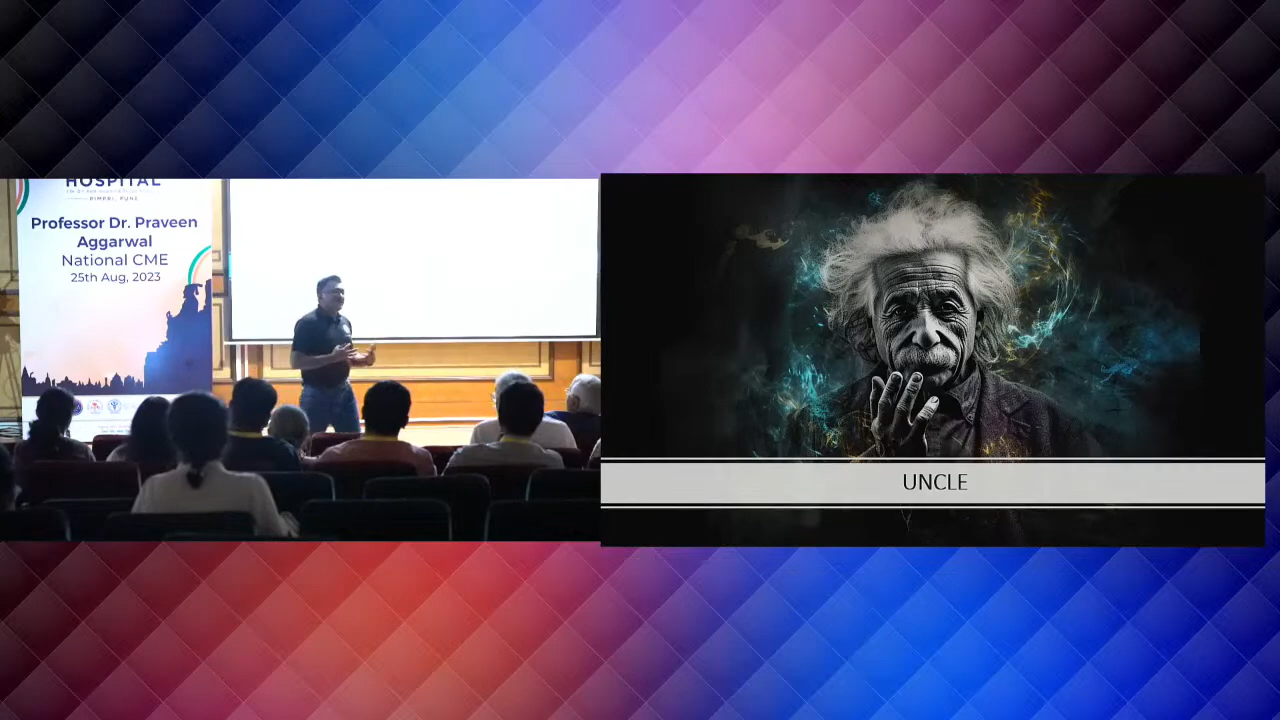 HOSPITAL
PIMPRI, PUNE
Professor Dr. Praveen
Aggarwal
National CME
25th Aug, 2023
UNCLE